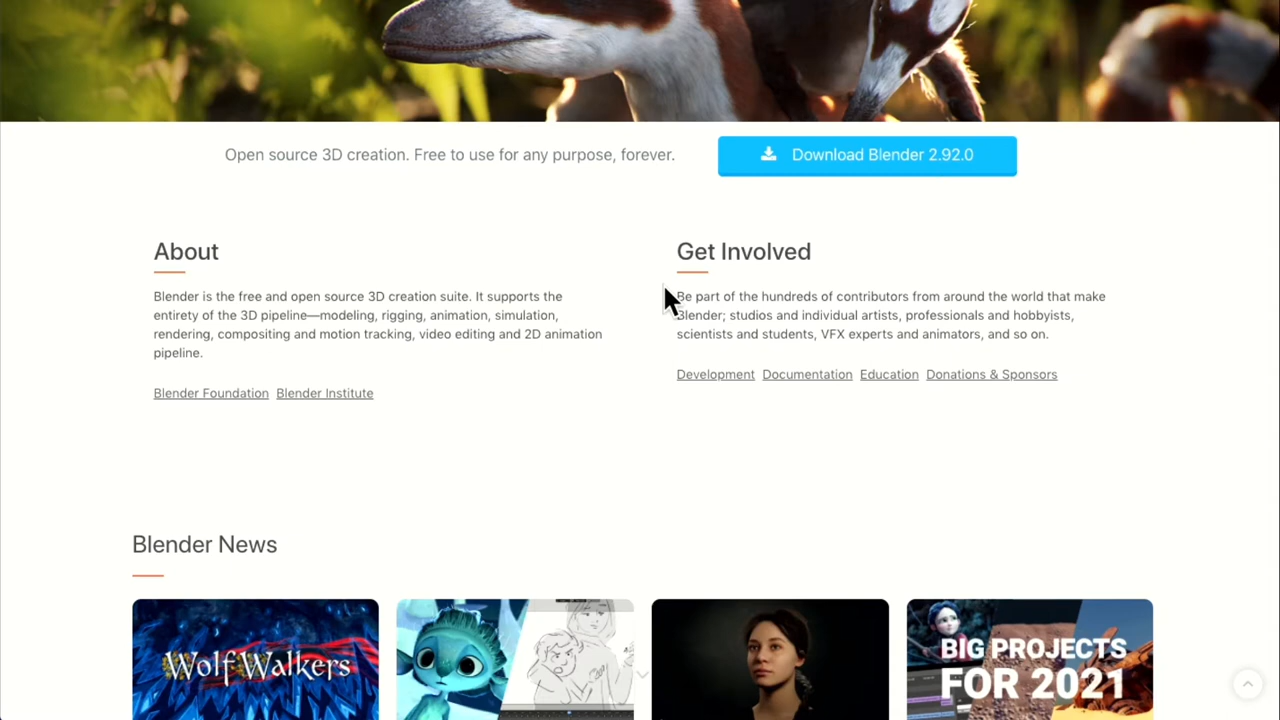 Open source 3D creation. Free to use for any purpose, forever.
Download Blender 2.92.0
About
Blender is the free and open source 3D creation suite. It supports the
entirety of the 3D pipeline—modeling, rigging, animation, simulation,
rendering, compositing and motion tracking, video editing and 2D animation
pipeline.
Blender Foundation Blender Institute
Get Involved
Be part of the hundreds of contributors from around the world that make
Blender; studios and individual artists, professionals and hobbyists,
scientists and students, VFX experts and animators, and so on.
Development Documentation Education Donations & Sponsors
Blender News
WolfWalkers
BIG PROJECTS
FOR 2021